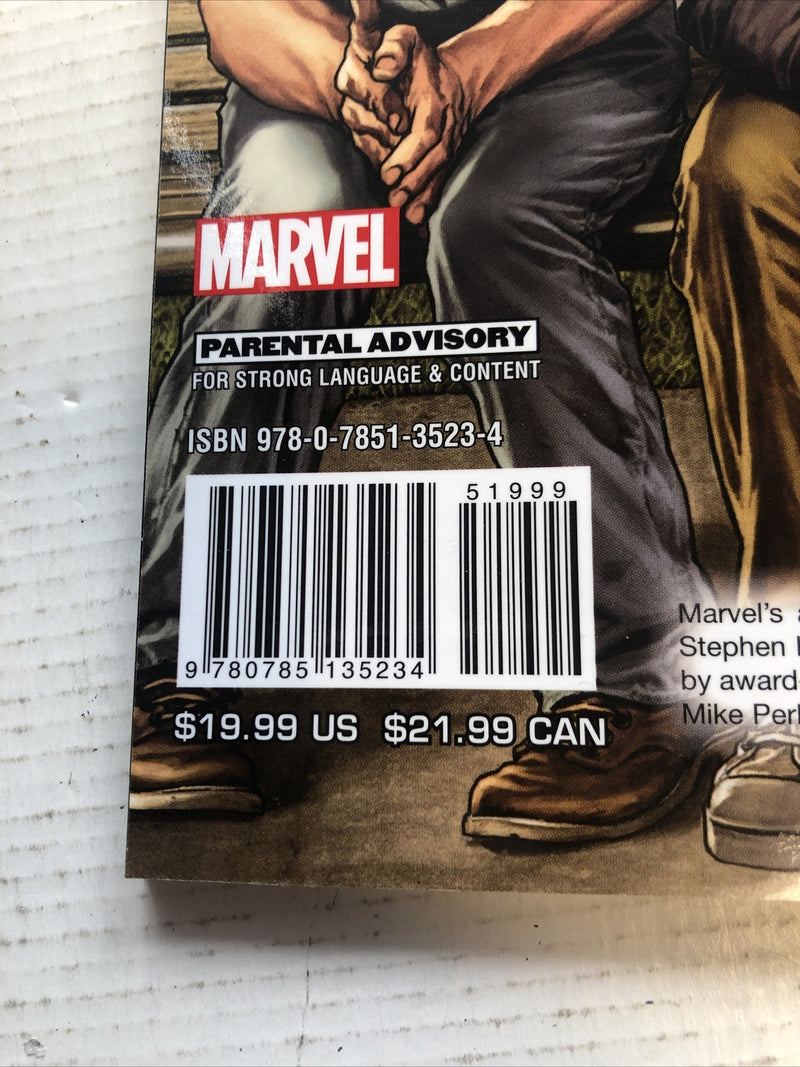 MARVEL
PARENTAL ADVISORY
FOR STRONG LANGUAGE & CONTENT
ISBN 978-0-7851-3523-4
51999
9 780785 135234
$19.99 US $21.99 CAN
Marvel's
Stephen
by award-
Mike